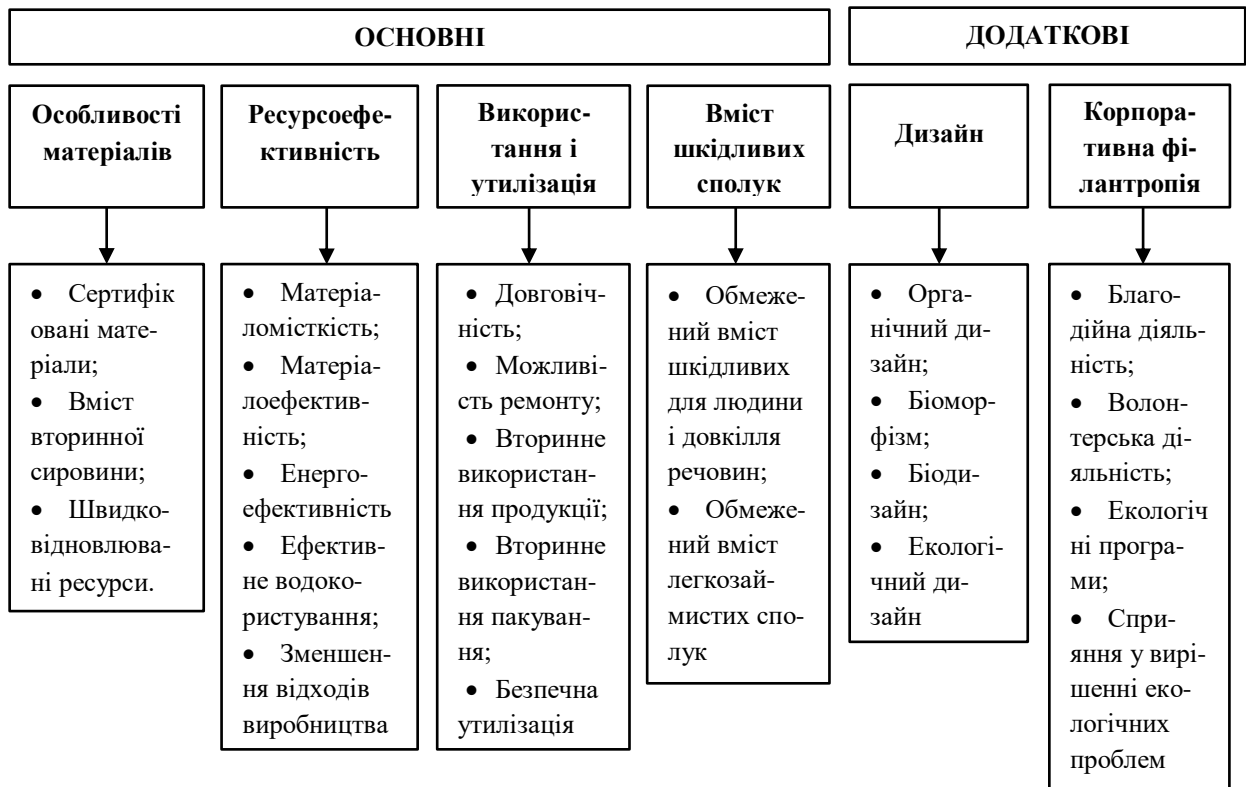 ОСНОВНІ
ДОДАТКОВІ
Особливості
матеріалів
Ресурсоефе-
ктивність
Викорис-
тання і
утилізація
Вміст
шкідливих
сполук
Дизайн
Корпора-
тивна фі-
лантропія
• Сертифік
овані мате-
ріали;
• Вміст
вторинної
сировини;
• Швидко-
відновлюва-
ні ресурси.
• Матеріа-
ломісткість;
• Матеріа-
лоефектив-
ність;
• Енерго-
ефективність
• Ефектив-
не водоко-
ристування;
• Зменшен-
ня відходів
виробництва
• Довговіч-
ність;
• Можливі-
сть ремонту;
• Вторинне
використан-
ня продукції;
• Вторинне
використан-
ня пакуван-
ня;
• Безпечна
утилізація
• Обмеже-
ний вміст
шкідливих
для людини
і довкілля
речовин;
• Обмеже-
ний вміст
легкозай-
мистих спо-
лук
• Орга-
нічний ди-
зайн;
• Біомор-
фізм;
• Біоди-
зайн;
• Екологі-
чний ди-
зайн
• Благо-
дійна діяль-
ність;
• Волон-
терська ді-
яльність;
• Екологіч
ні програ-
ми;
• Спри-
яння у вирі-
шенні еко-
логічних
проблем